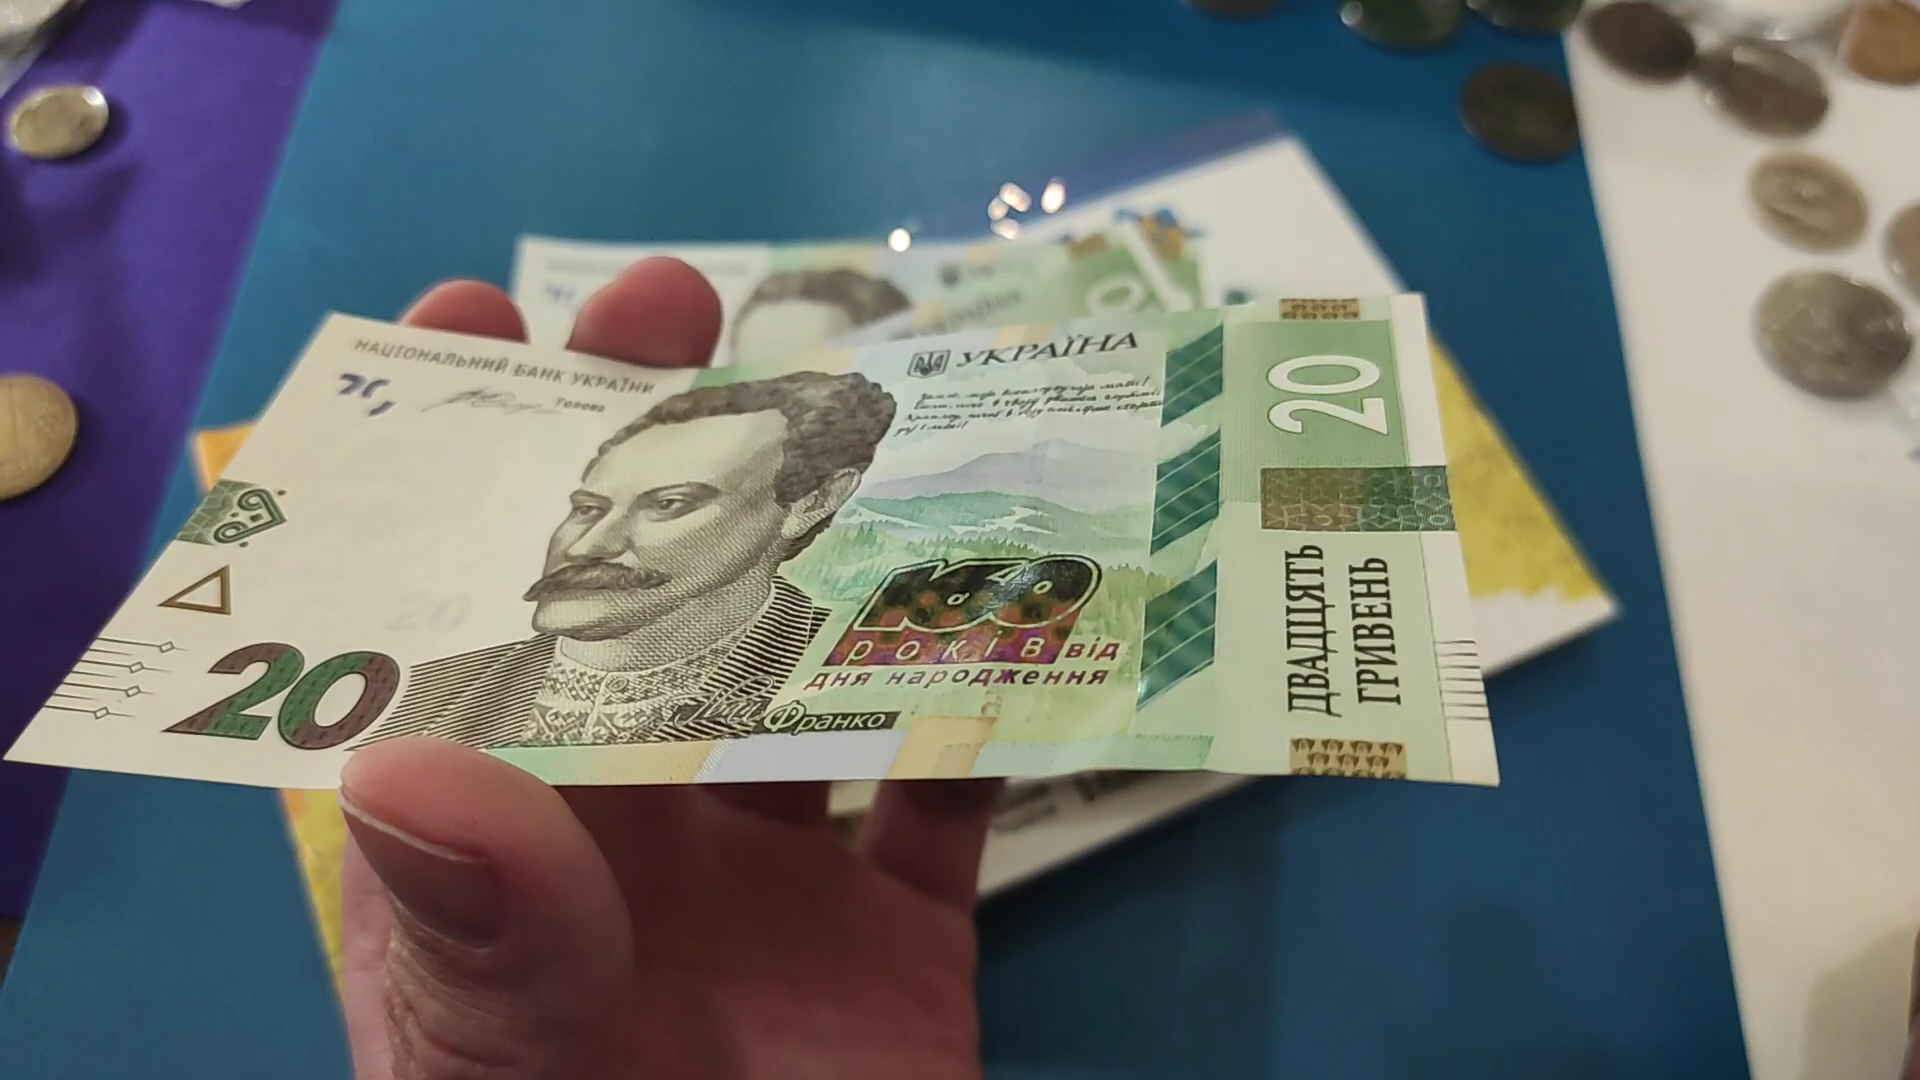 НАЦІОНАЛЬНИЙ БАНК УКРАЇНИ
Голова
УКРАЇНА
20
160
років від
дня народження
Франко
20
20
ДВАДЦЯТЬ
ГРИВЕНЬ